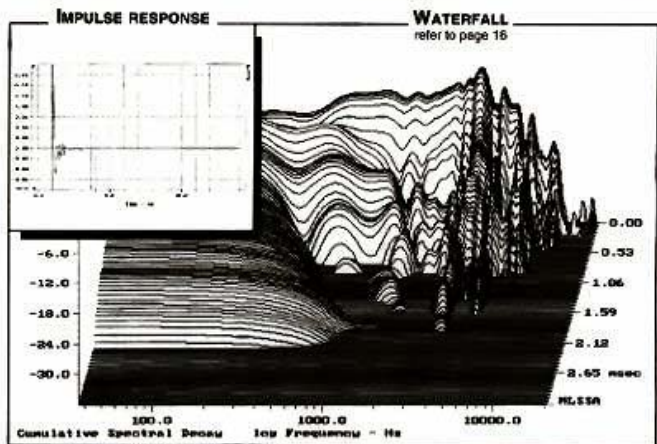 IMPULSE RESPONSE
WATERFALL
refer to page 16
0.00
-6.0
0.53
-12.0
1.06
-18.0
1.59
-24.0
2.12
-30.0
2.65 msec
MLSSA
100.0 1000.0 10000.0
Cumulative Spectral Decay log Frequency - Hz